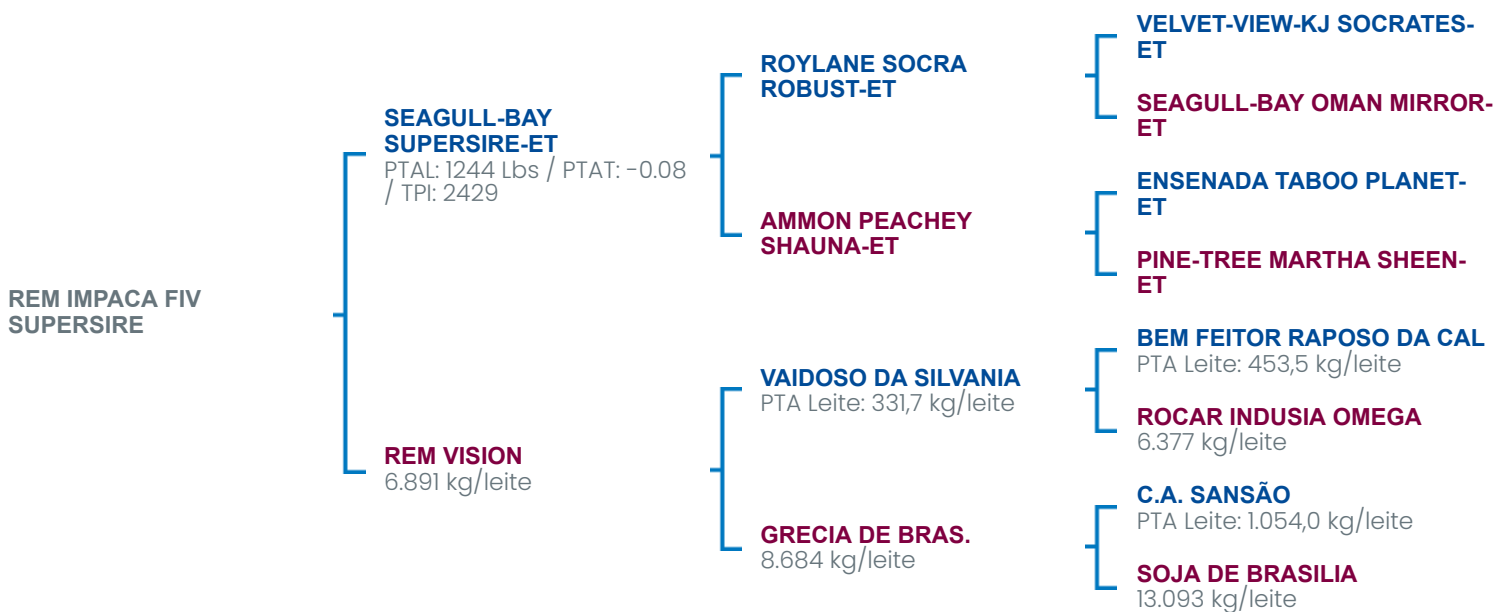 REM IMPACA FIV
SUPERSIRE
SEAGULL-BAY
SUPERSIRE-ET
PTAL: 1244 Lbs / PTAT: -0.08
/ TPI: 2429
REM VISION
6.891 kg/leite
ROYLANE SOCRA
ROBUST-ET
AMMON PEACHEY
SHAUNA-ET
VAIDOSO DA SILVANIA
PTA Leite: 331,7 kg/leite
GRECIA DE BRAS.
8.684 kg/leite
VELVET-VIEW-KJ SOCRATES-
ET
SEAGULL-BAY OMAN MIRROR-
ET
ENSENADA TABOO PLANET-
ET
PINE-TREE MARTHA SHEEN-
ET
BEM FEITOR RAPOSO DA CAL
PTA Leite: 453,5 kg/leite
ROCAR INDUSIA OMEGA
6.377 kg/leite
C.A. SANSÃO
PTA Leite: 1.054,0 kg/leite
SOJA DE BRASILIA
13.093 kg/leite